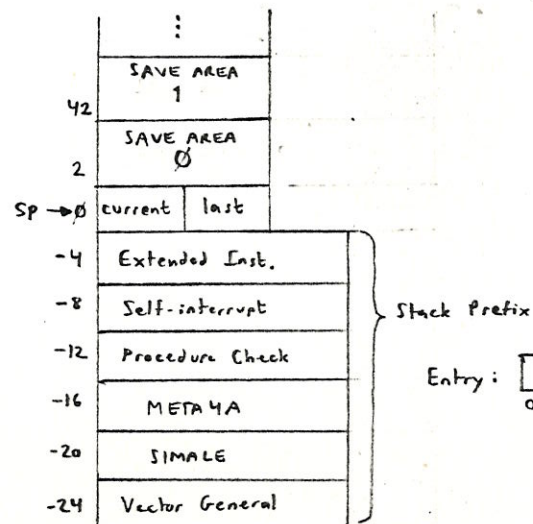 ⋮
SAVE AREA
1
42
SAVE AREA
0
2
SP → 0 current last
-4 Extended Inst.
-8 Self-interrupt
Stack Prefix
-12 Procedure Check
Entry:
-16 META4A
-20 SIMALE
-24 Vector General